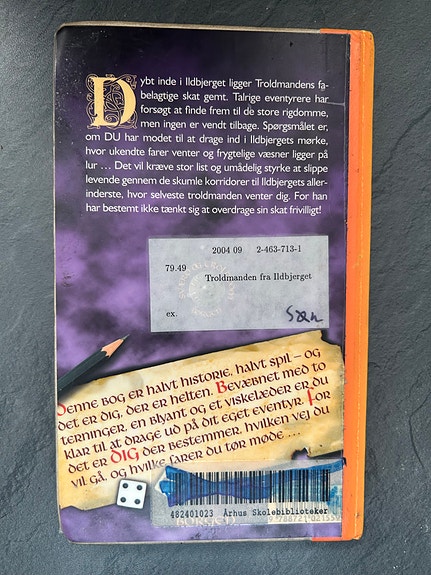 Dybt inde i Ildbjerget ligger Troldmandens fa-
belagtige skat gemt. Talrige eventyrere har
forsøgt at finde frem til de store rigdomme,
men ingen er vendt tilbage. Spørgsmålet er,
om DU har modet til at drage ind i Ildbjergets mørke,
hvor ukendte farer venter og frygtelige væsner ligger på
lur ... Det vil kræve stor list og umådelig styrke at slippe
levende gennem de skumle korridorer til Ildbjergets aller-
inderste, hvor selveste troldmanden venter dig. For han
har bestemt ikke tænkt sig at overdrage sin skat frivilligt!
2004 09 2-463-713-1
79.49
Troldmanden fra Ildbjerget
ex.
Denne bog er halvt historie, halvt spil – og
det er dig, der er helten. Bevæbnet med to
terninger, en blyant og et viskelæder er du
klar til at drage ud på dit eget eventyr. For
det er DIG der bestemmer, hvilken vej du
vil gå, og hvilke farer du tør møde ...
482401023 Århus Skolebiblioteker
BORGEN
9 788721 021559